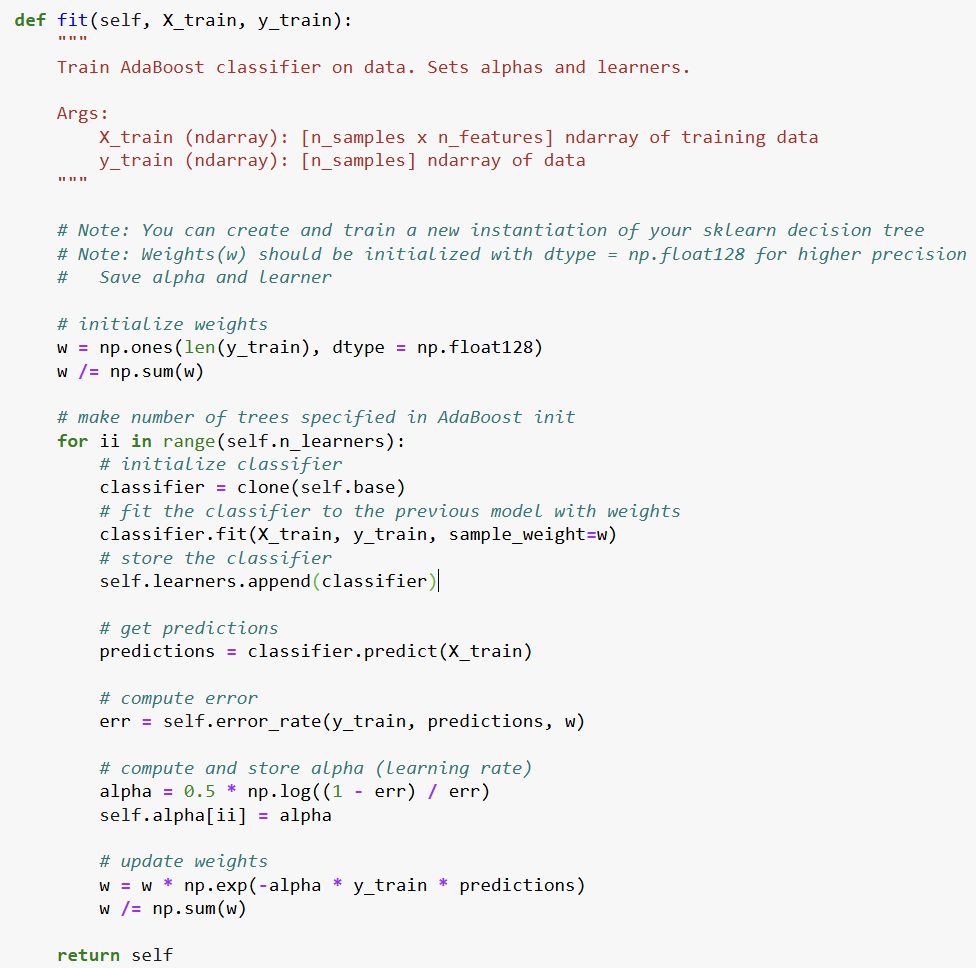 def fit(self, X_train, y_train):
    """
    Train AdaBoost classifier on data. Sets alphas and learners.

    Args:
        X_train (ndarray): [n_samples x n_features] ndarray of training data
        y_train (ndarray): [n_samples] ndarray of data
    """

    # Note: You can create and train a new instantiation of your sklearn decision tree
    # Note: Weights(w) should be initialized with dtype = np.float128 for higher precision
    #   Save alpha and learner

    # initialize weights
    w = np.ones(len(y_train), dtype = np.float128)
    w /= np.sum(w)

    # make number of trees specified in AdaBoost init
    for ii in range(self.n_learners):
        # initialize classifier
        classifier = clone(self.base)
        # fit the classifier to the previous model with weights
        classifier.fit(X_train, y_train, sample_weight=w)
        # store the classifier
        self.learners.append(classifier)

        # get predictions
        predictions = classifier.predict(X_train)

        # compute error
        err = self.error_rate(y_train, predictions, w)

        # compute and store alpha (learning rate)
        alpha = 0.5 * np.log((1 - err) / err)
        self.alpha[ii] = alpha

        # update weights
        w = w * np.exp(-alpha * y_train * predictions)
        w /= np.sum(w)

    return self